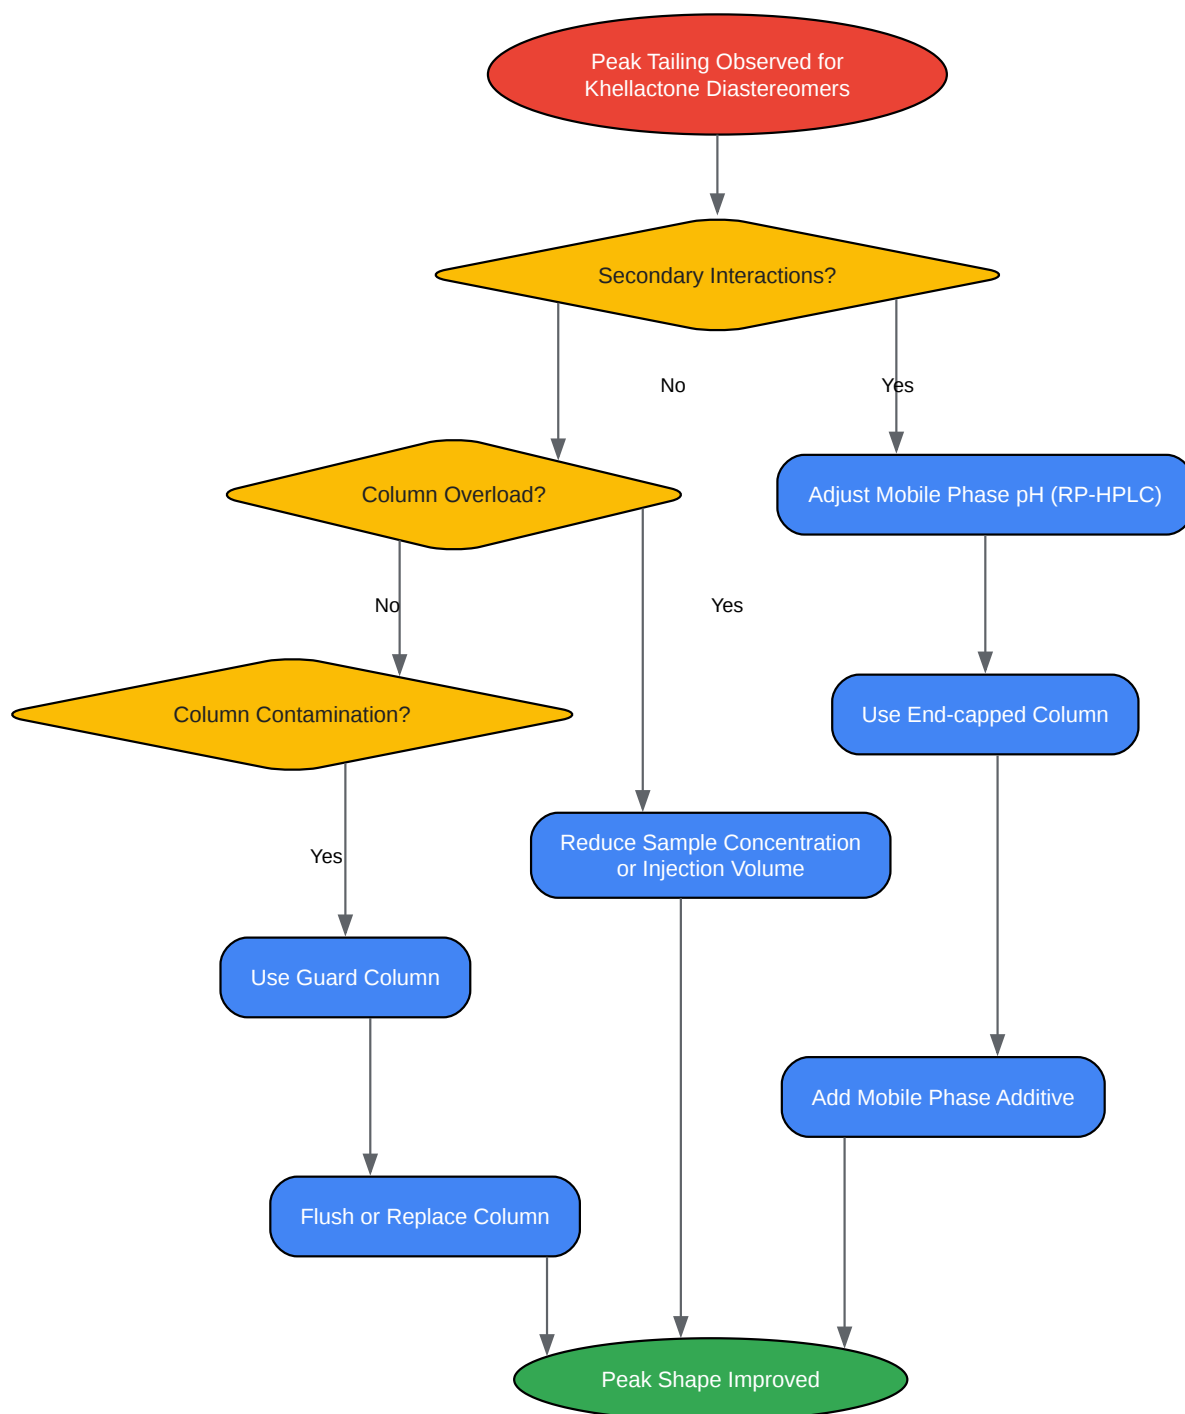 Peak Tailing Observed for
Khellactone Diastereomers
Secondary Interactions?
No
Yes
Column Overload?
Adjust Mobile Phase pH (RP-HPLC)
No
Yes
Column Contamination?
Use End-capped Column
Reduce Sample Concentration
or Injection Volume
Yes
Use Guard Column
Add Mobile Phase Additive
Flush or Replace Column
Peak Shape Improved